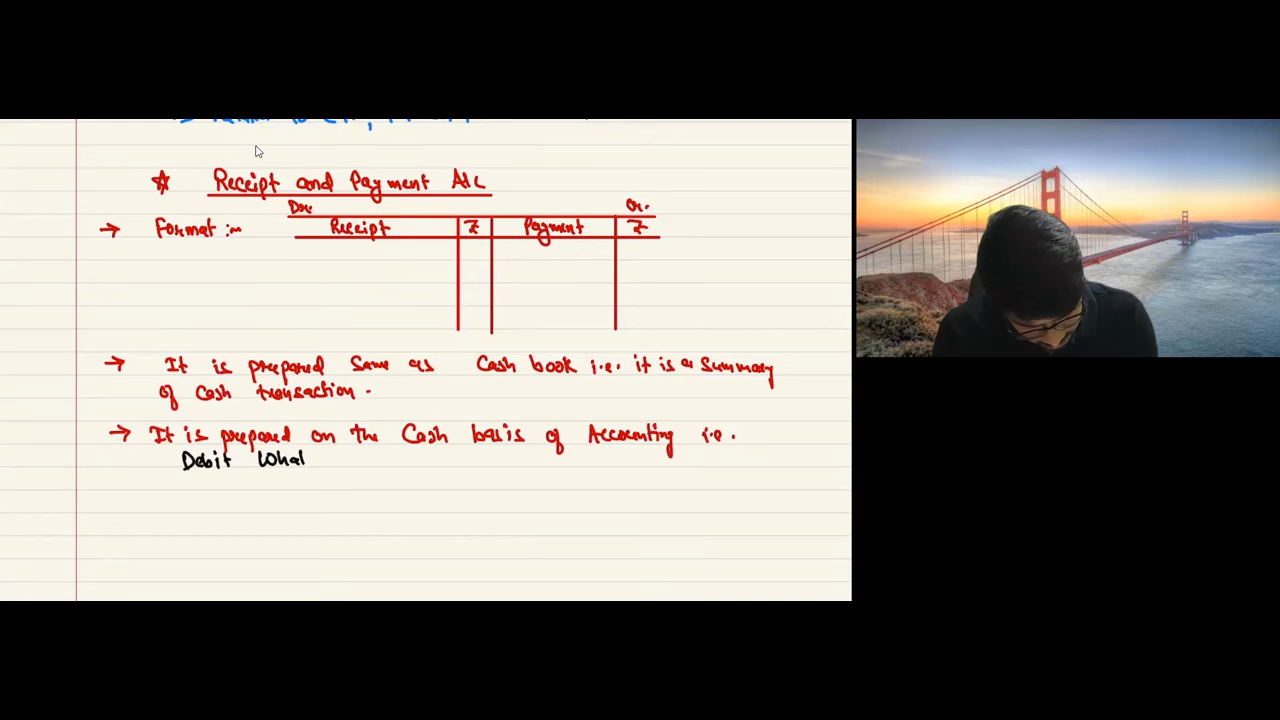 ☆ Receipt and Payment A/c
Dr. Cr.
→ Format :~ Receipt ₹ Payment ₹
→ It is prepared same as Cash book i.e. it is a summary
of cash transaction.
→ It is prepared on the Cash basis of Accounting i.e.
Debit What